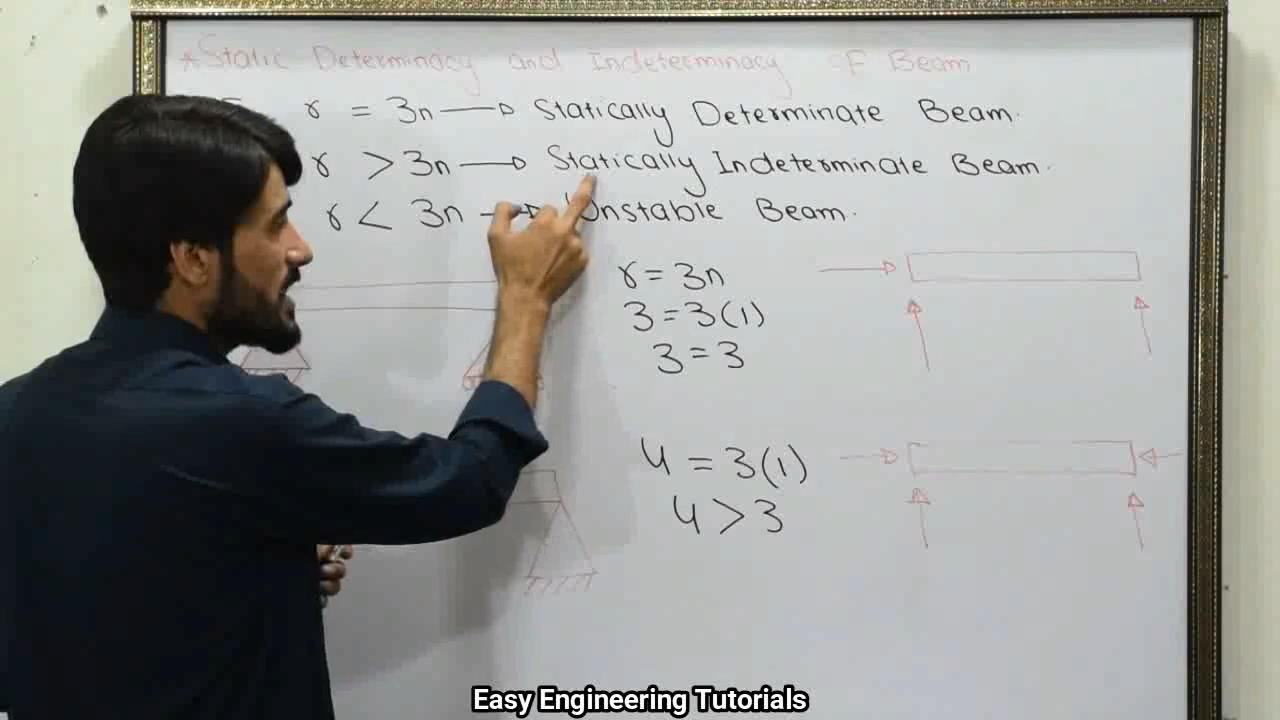 *Static Determinacy and Indeterminacy of Beam
r = 3n → Statically Determinate Beam.
r > 3n → Statically Indeterminate Beam.
r < 3n → Unstable Beam.
r = 3n
3 = 3(1)
3 = 3
4 = 3(1)
4 > 3
Easy Engineering Tutorials